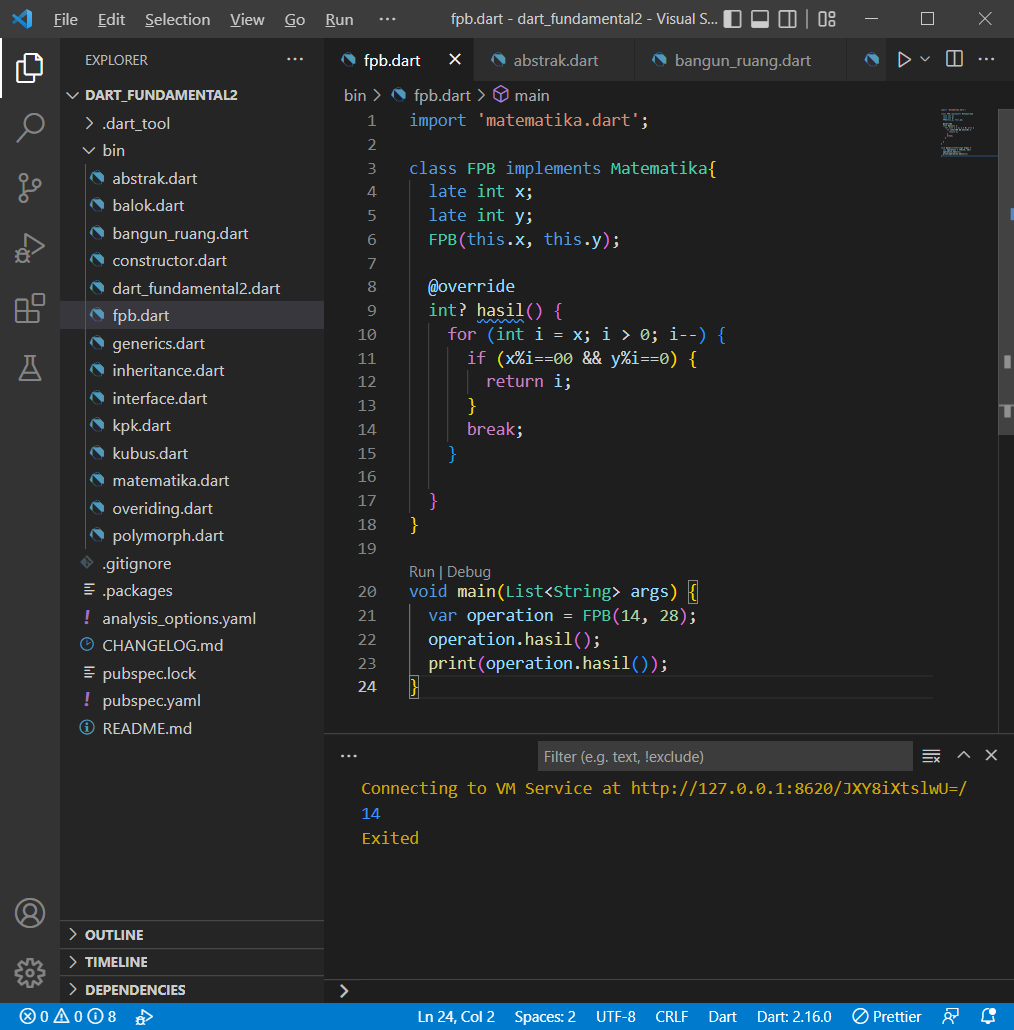 File Edit Selection View Go Run ··· fpb.dart - dart_fundamental2 - Visual S...
EXPLORER ···
DART_FUNDAMENTAL2
.dart_tool
bin
abstrak.dart
balok.dart
bangun_ruang.dart
constructor.dart
dart_fundamental2.dart
fpb.dart
generics.dart
inheritance.dart
interface.dart
kpk.dart
kubus.dart
matematika.dart
overiding.dart
polymorph.dart
.gitignore
.packages
analysis_options.yaml
CHANGELOG.md
pubspec.lock
pubspec.yaml
README.md
OUTLINE
TIMELINE
DEPENDENCIES
fpb.dart abstrak.dart bangun_ruang.dart
bin > fpb.dart > main
1 import 'matematika.dart';
2
3 class FPB implements Matematika{
4 late int x;
5 late int y;
6 FPB(this.x, this.y);
7
8 @override
9 int? hasil() {
10 for (int i = x; i > 0; i--) {
11 if (x%i==00 && y%i==0) {
12 return i;
13 }
14 break;
15 }
16
17 }
18 }
19
Run | Debug
20 void main(List<String> args) {
21 var operation = FPB(14, 28);
22 operation.hasil();
23 print(operation.hasil());
24 }
··· Filter (e.g. text, !exclude)
Connecting to VM Service at http://127.0.0.1:8620/JXY8iXtslwU=/
14
Exited
>
0 0 8 Ln 24, Col 2 Spaces: 2 UTF-8 CRLF Dart Dart: 2.16.0 Prettier